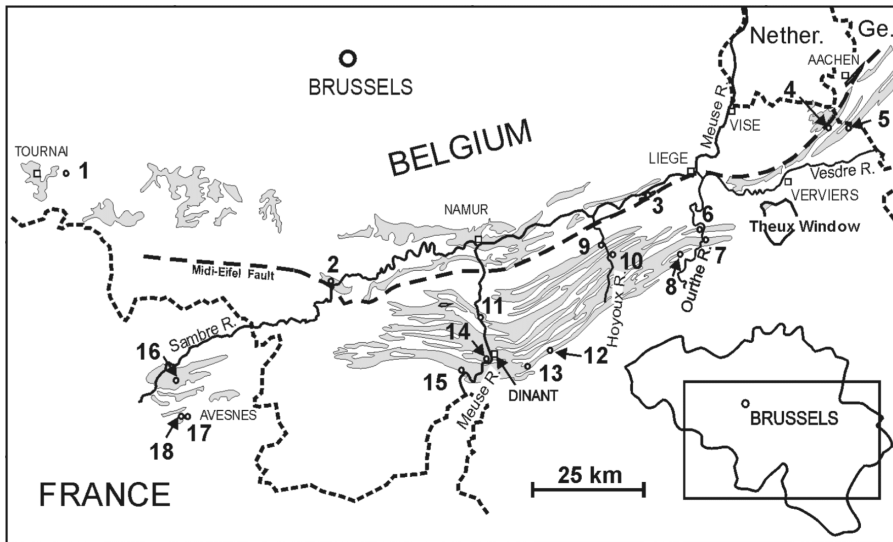 Nether.
Ge.
AACHEN
BRUSSELS
4
5
Meuse R.
VISE
BELGIUM
TOURNAI
1
LIEGE
Vesdre R.
VERVIERS
3
NAMUR
6
Theux Window
9
10
7
Midi-Eifel Fault
2
8
Ourthe R.
Hoyoux R.
11
Sambre R.
14
12
16
15
13
Meuse R.
DINANT
BRUSSELS
AVESNES
18
17
25 km
FRANCE